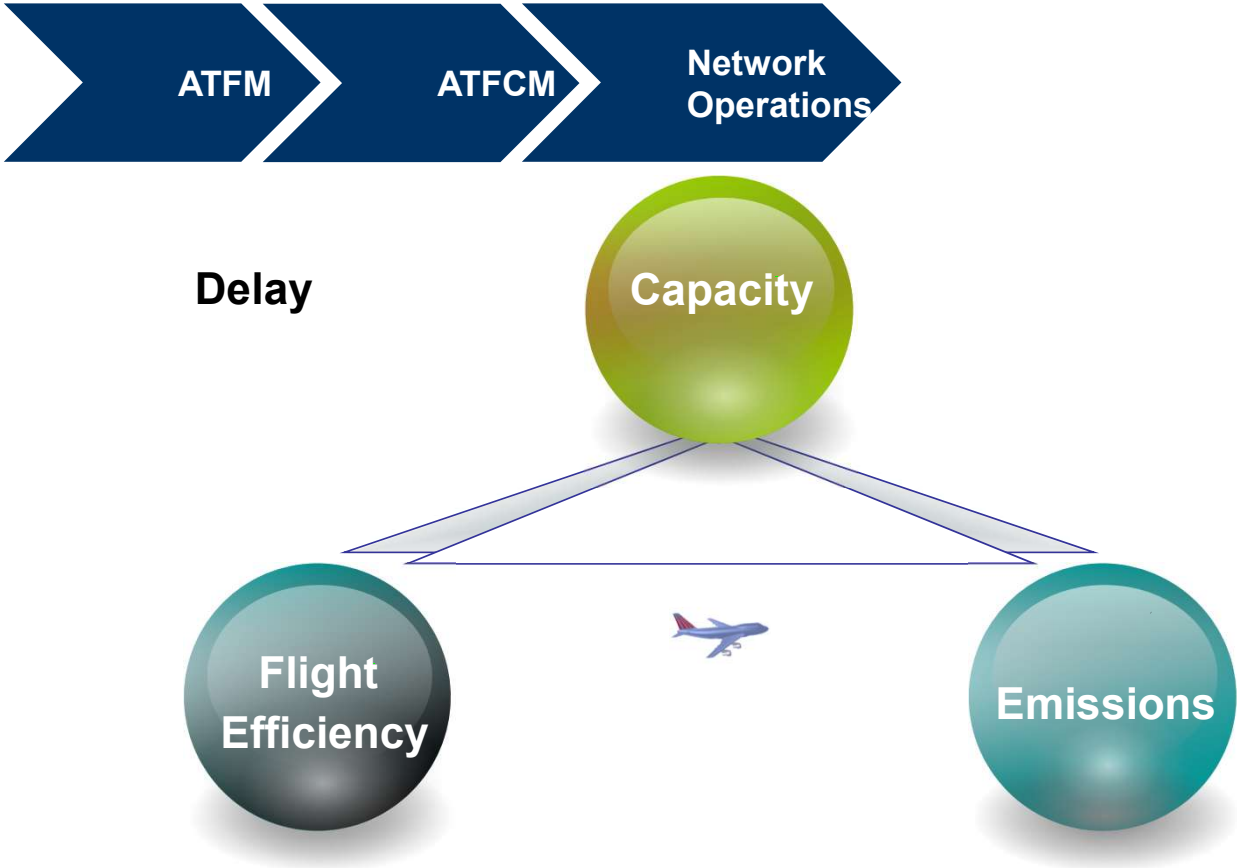 ATFM
ATFCM
Network
Operations
Delay
Capacity
Flight
Efficiency
Emissions